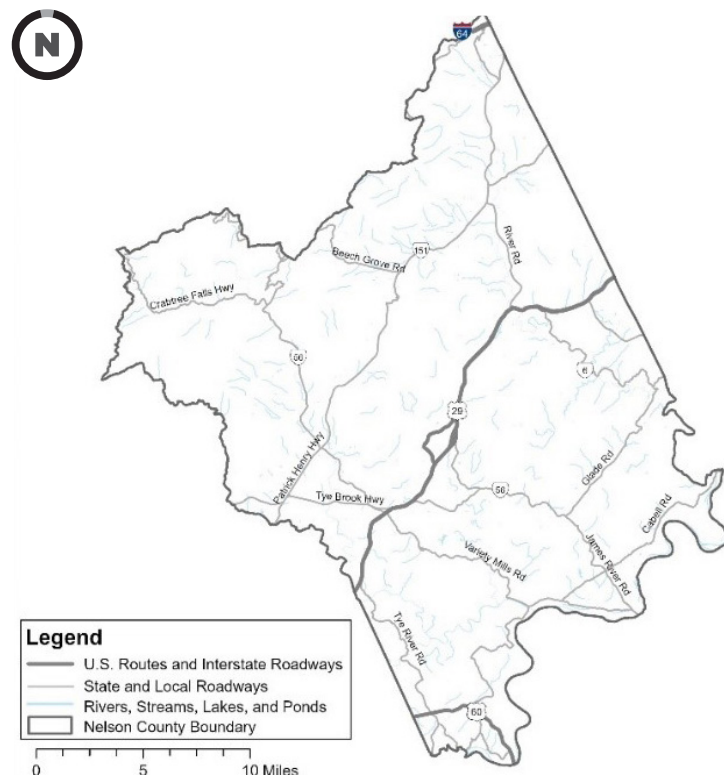 N
64
151
River Rd
Beech Grove Rd
Crabtree Falls Hwy
56
6
29
Patrick Henry Hwy
Glade Rd
Tye Brook Hwy
56
Cabell Rd
James River Rd
Variety Mills Rd
Tye River Rd
60
Legend
U.S. Routes and Interstate Roadways
State and Local Roadways
Rivers, Streams, Lakes, and Ponds
Nelson County Boundary
0 5 10 Miles